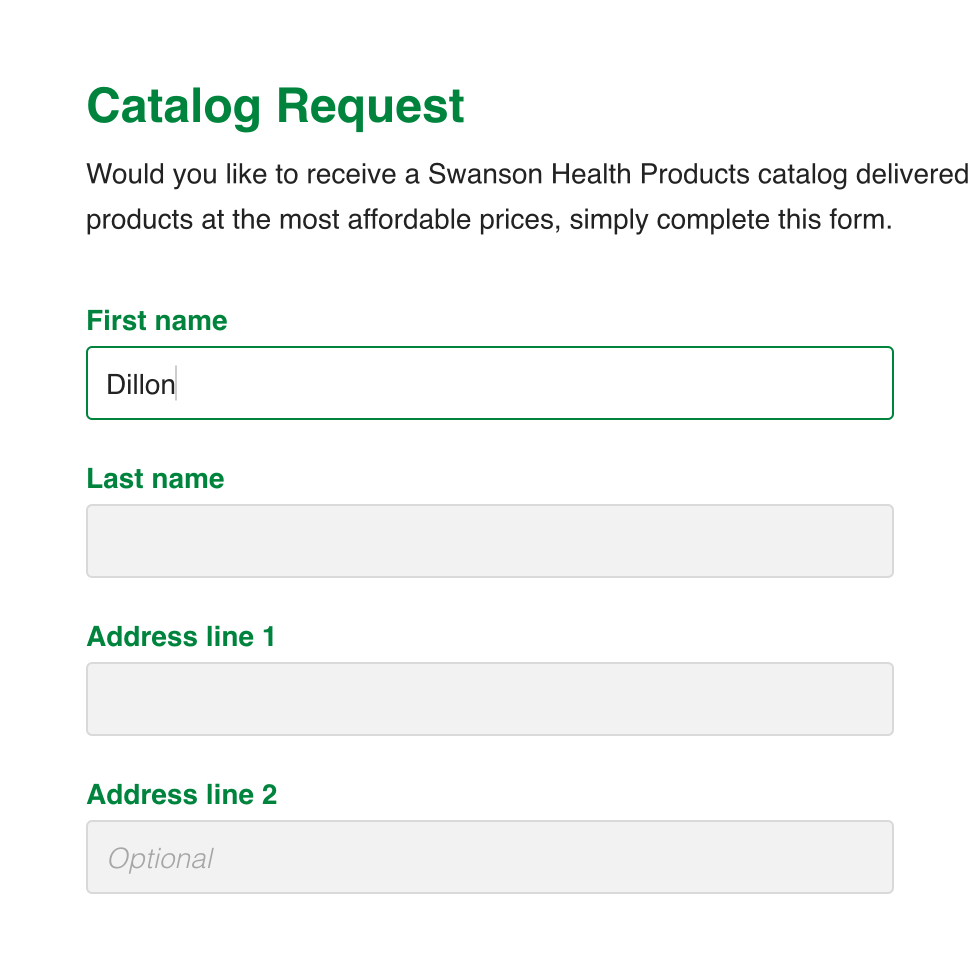 Catalog Request
Would you like to receive a Swanson Health Products catalog delivered
products at the most affordable prices, simply complete this form.
First name
Dillon
Last name
Address line 1
Address line 2
Optional